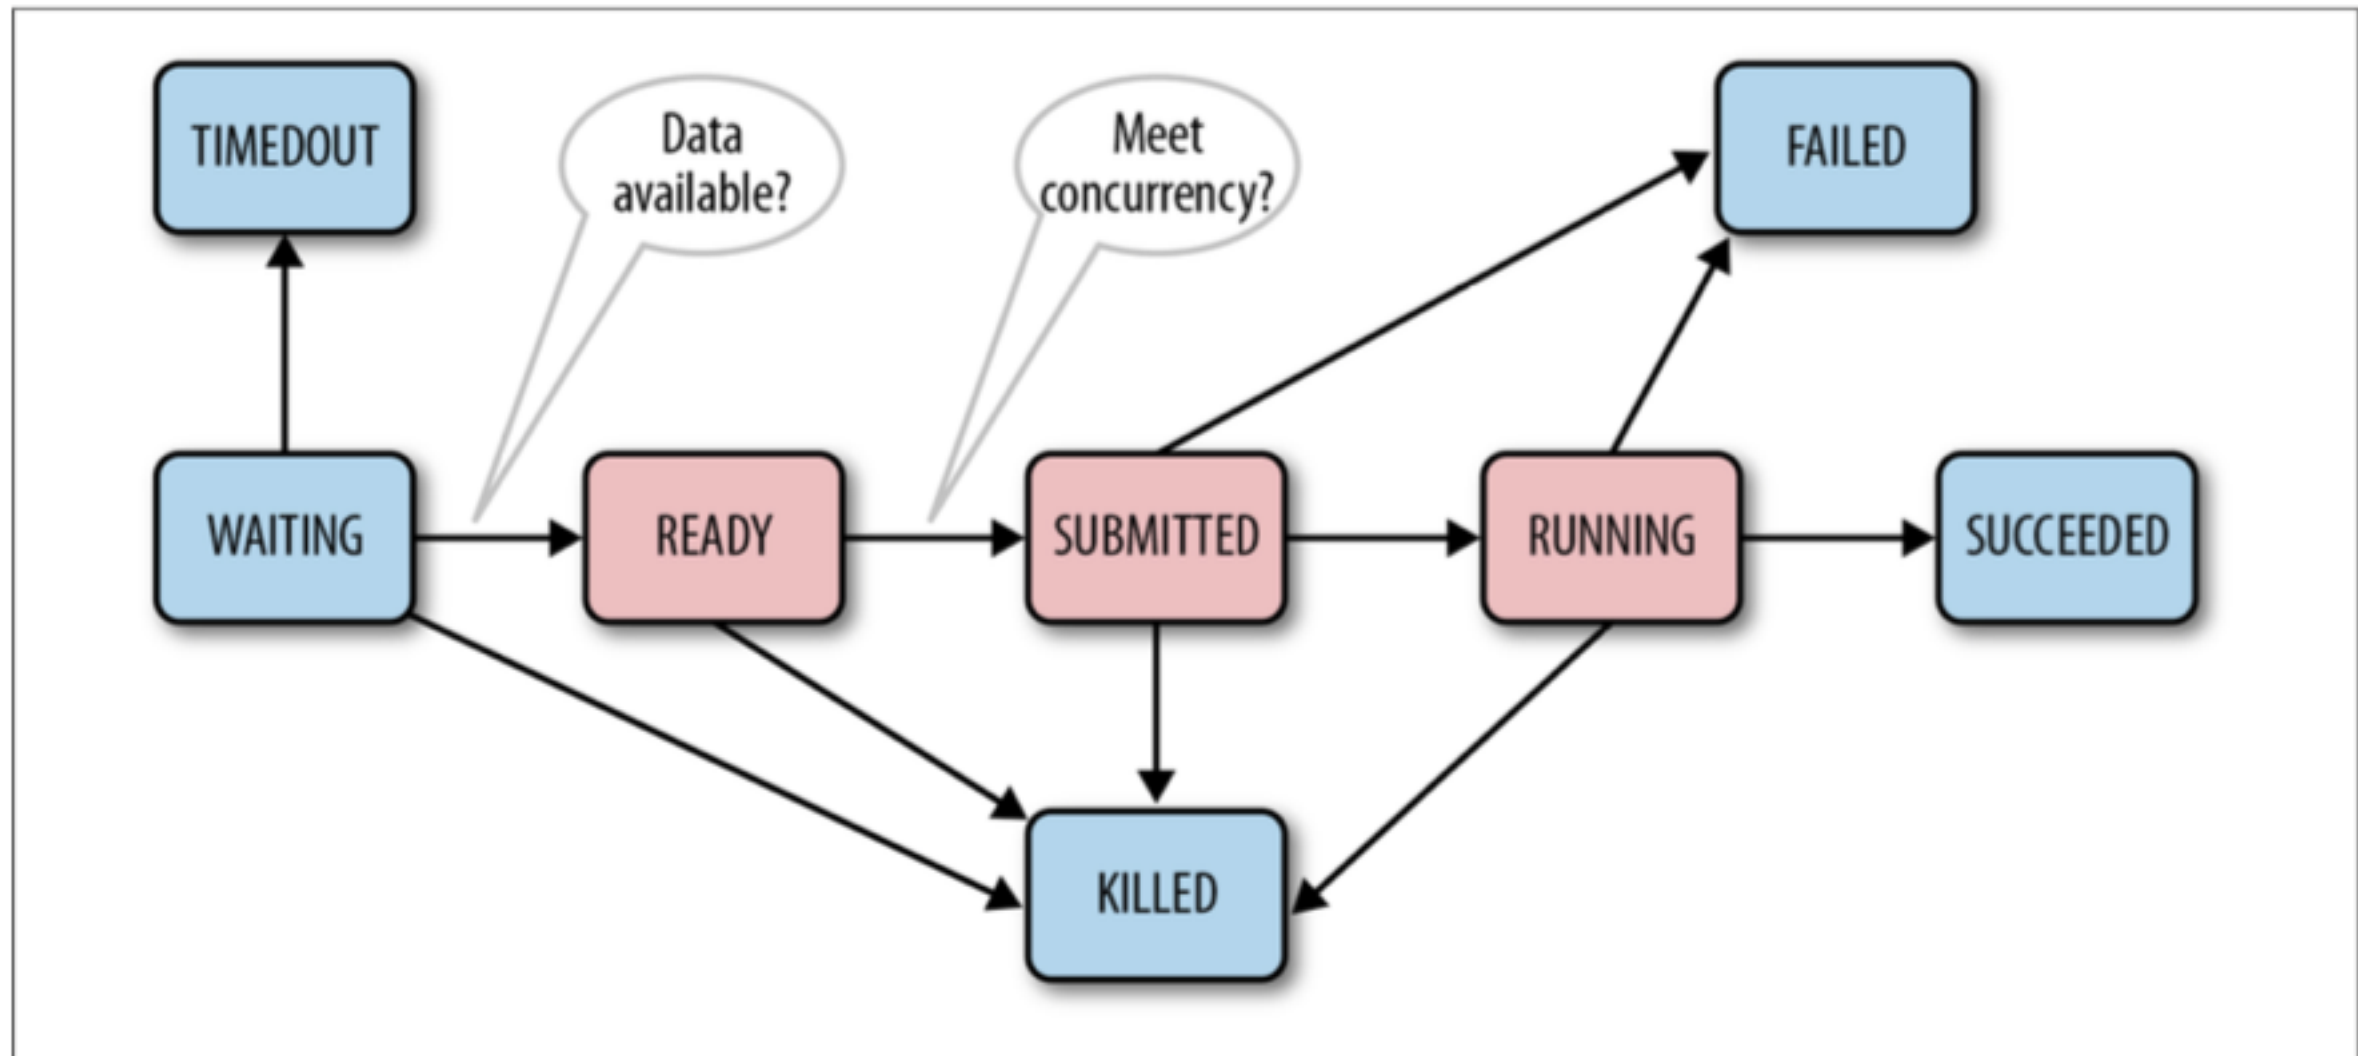 TIMEDOUT
Data
available?
Meet
concurrency?
FAILED
WAITING
READY
SUBMITTED
RUNNING
SUCCEEDED
KILLED